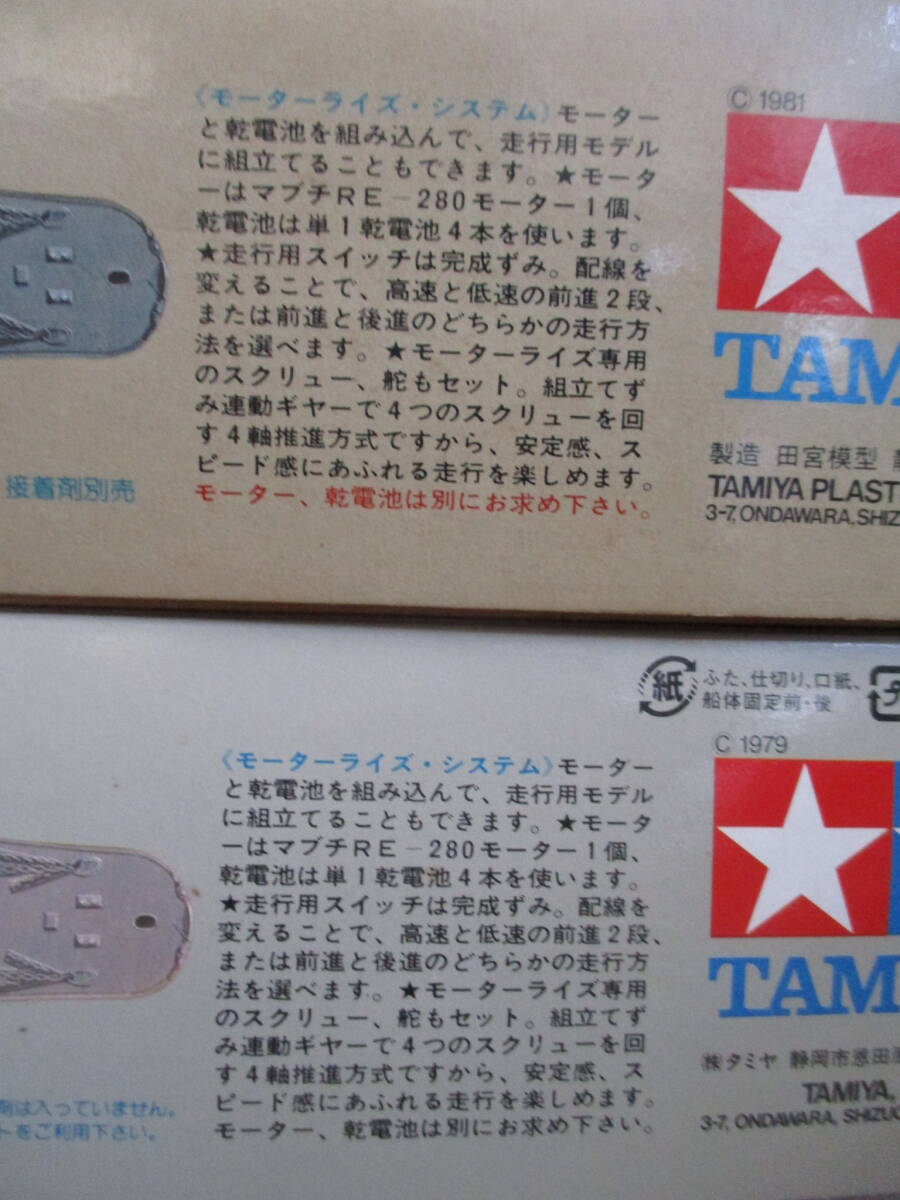 《モーターライズ・システム》モーター
と乾電池を組み込んで、走行用モデル
に組立てることもできます。★モータ
ーはマブチRE－280モーター1個、
乾電池は単1乾電池4本を使います。
★走行用スイッチは完成ずみ。配線を
変えることで、高速と低速の前進2段、
または前進と後進のどちらかの走行方
法を選べます。★モーターライズ専用
のスクリュー、舵もセット。組立てず
み連動ギヤーで4つのスクリューを回
す4軸推進方式ですから、安定感、ス
ピード感にあふれる走行を楽しめます。
モーター、乾電池は別にお求め下さい。
接着剤別売
© 1981
TAM
製造 田宮模型
TAMIYA PLAST
3-7, ONDAWARA, SHIZ
紙
ふた、仕切り、口紙、
船体固定前・後
《モーターライズ・システム》モーター
と乾電池を組み込んで、走行用モデル
に組立てることもできます。★モータ
ーはマブチRE－280モーター1個、
乾電池は単1乾電池4本を使います。
★走行用スイッチは完成ずみ。配線を
変えることで、高速と低速の前進2段、
または前進と後進のどちらかの走行方
法を選べます。★モーターライズ専用
のスクリュー、舵もセット。組立てず
み連動ギヤーで4つのスクリューを回
す4軸推進方式ですから、安定感、ス
ピード感にあふれる走行を楽しめます。
モーター、乾電池は別にお求め下さい。
剤は入っていません。
トをご利用下さい。
© 1979
TAM
㈱タミヤ 静岡市恩田原
TAMIYA,
3-7, ONDAWARA, SHIZUO